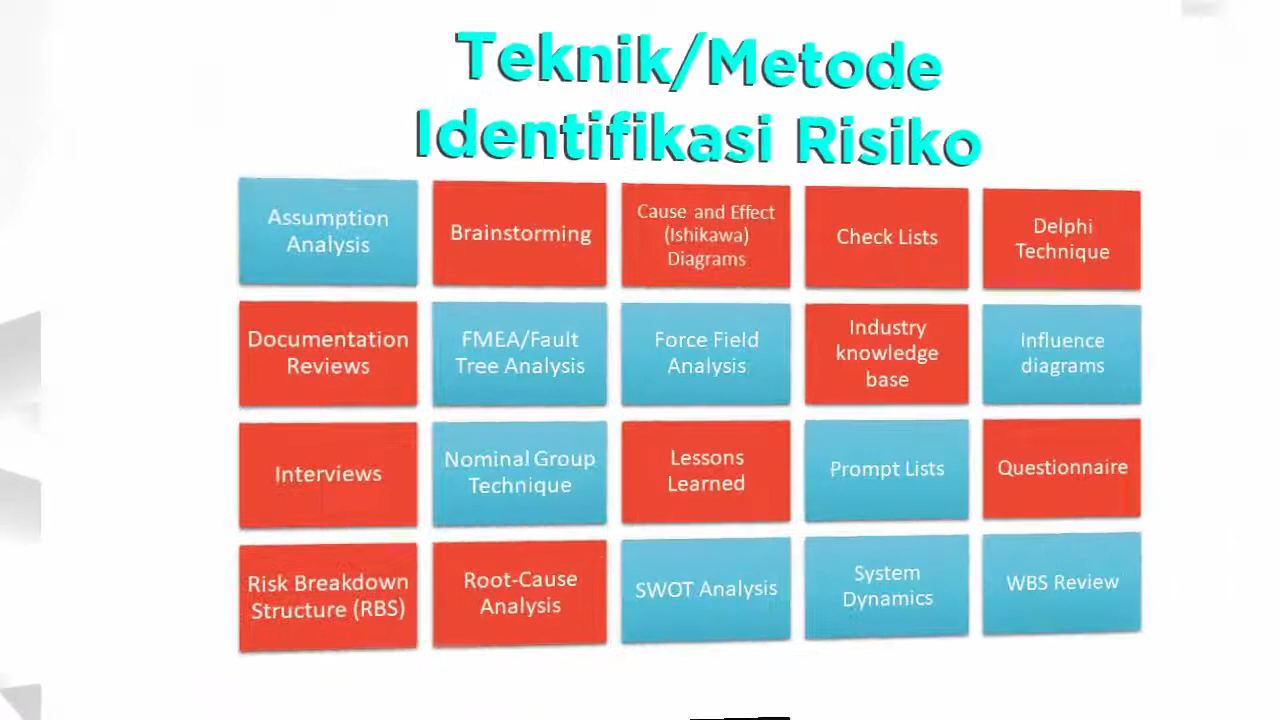 Teknik/Metode
Identifikasi Risiko
Assumption
Analysis
Brainstorming
Cause and Effect
(Ishikawa)
Diagrams
Check Lists
Delphi
Technique
Documentation
Reviews
FMEA/Fault
Tree Analysis
Force Field
Analysis
Industry
knowledge
base
Influence
diagrams
Interviews
Nominal Group
Technique
Lessons
Learned
Prompt Lists
Questionnaire
Risk Breakdown
Structure (RBS)
Root-Cause
Analysis
SWOT Analysis
System
Dynamics
WBS Review